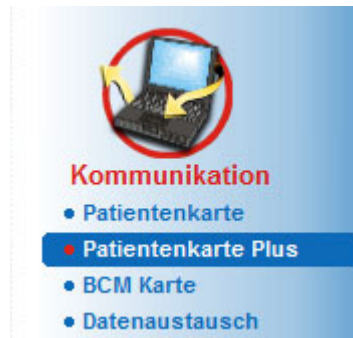 Kommunikation
Patientenkarte
Patientenkarte Plus
BCM Karte
Datenaustausch